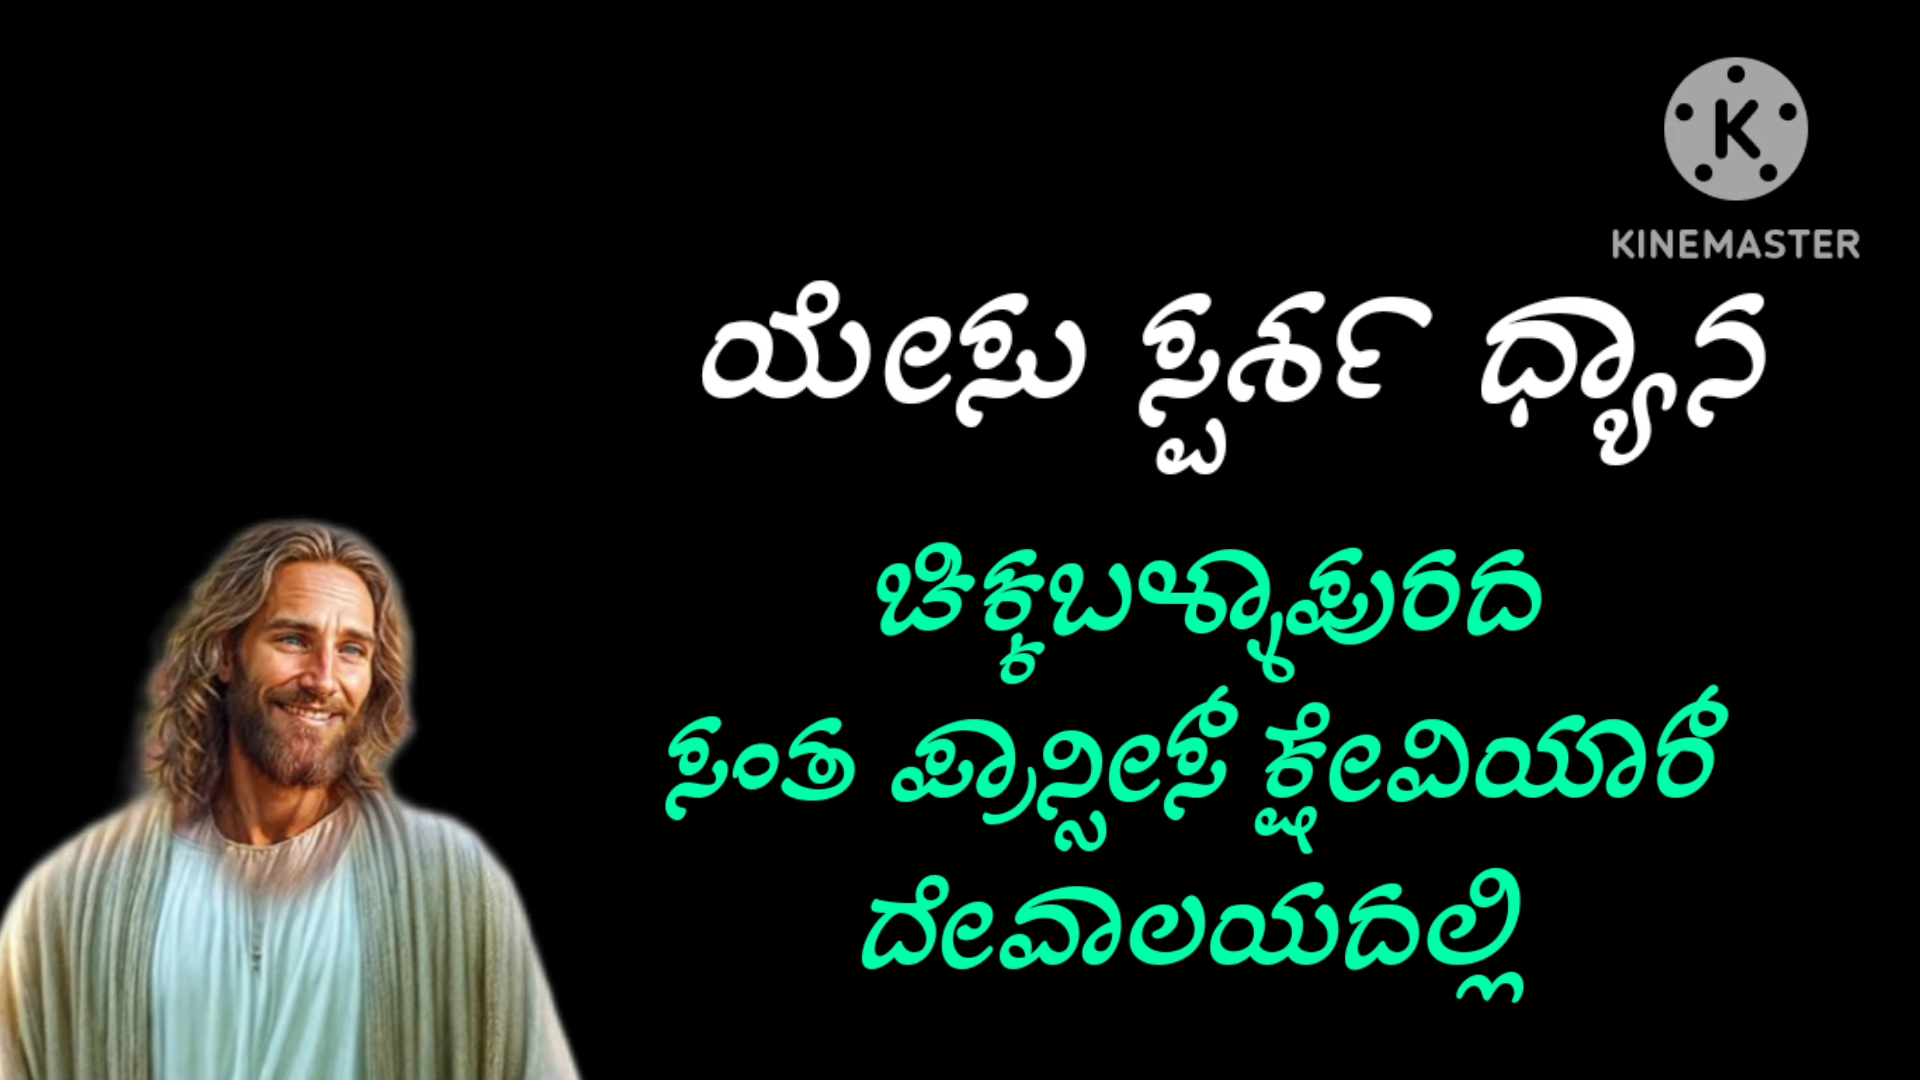 K
KINEMASTER
ಯೇಸು ಸ್ಪರ್ಶ ಧ್ಯಾನ
ಚಿಕ್ಕಬಳ್ಳಾಪುರದ
ಸಂತ ಪ್ರಾನ್ಸಿಸ್ ಕ್ಷೇವಿಯಾರ್
ದೇವಾಲಯದಲ್ಲಿ